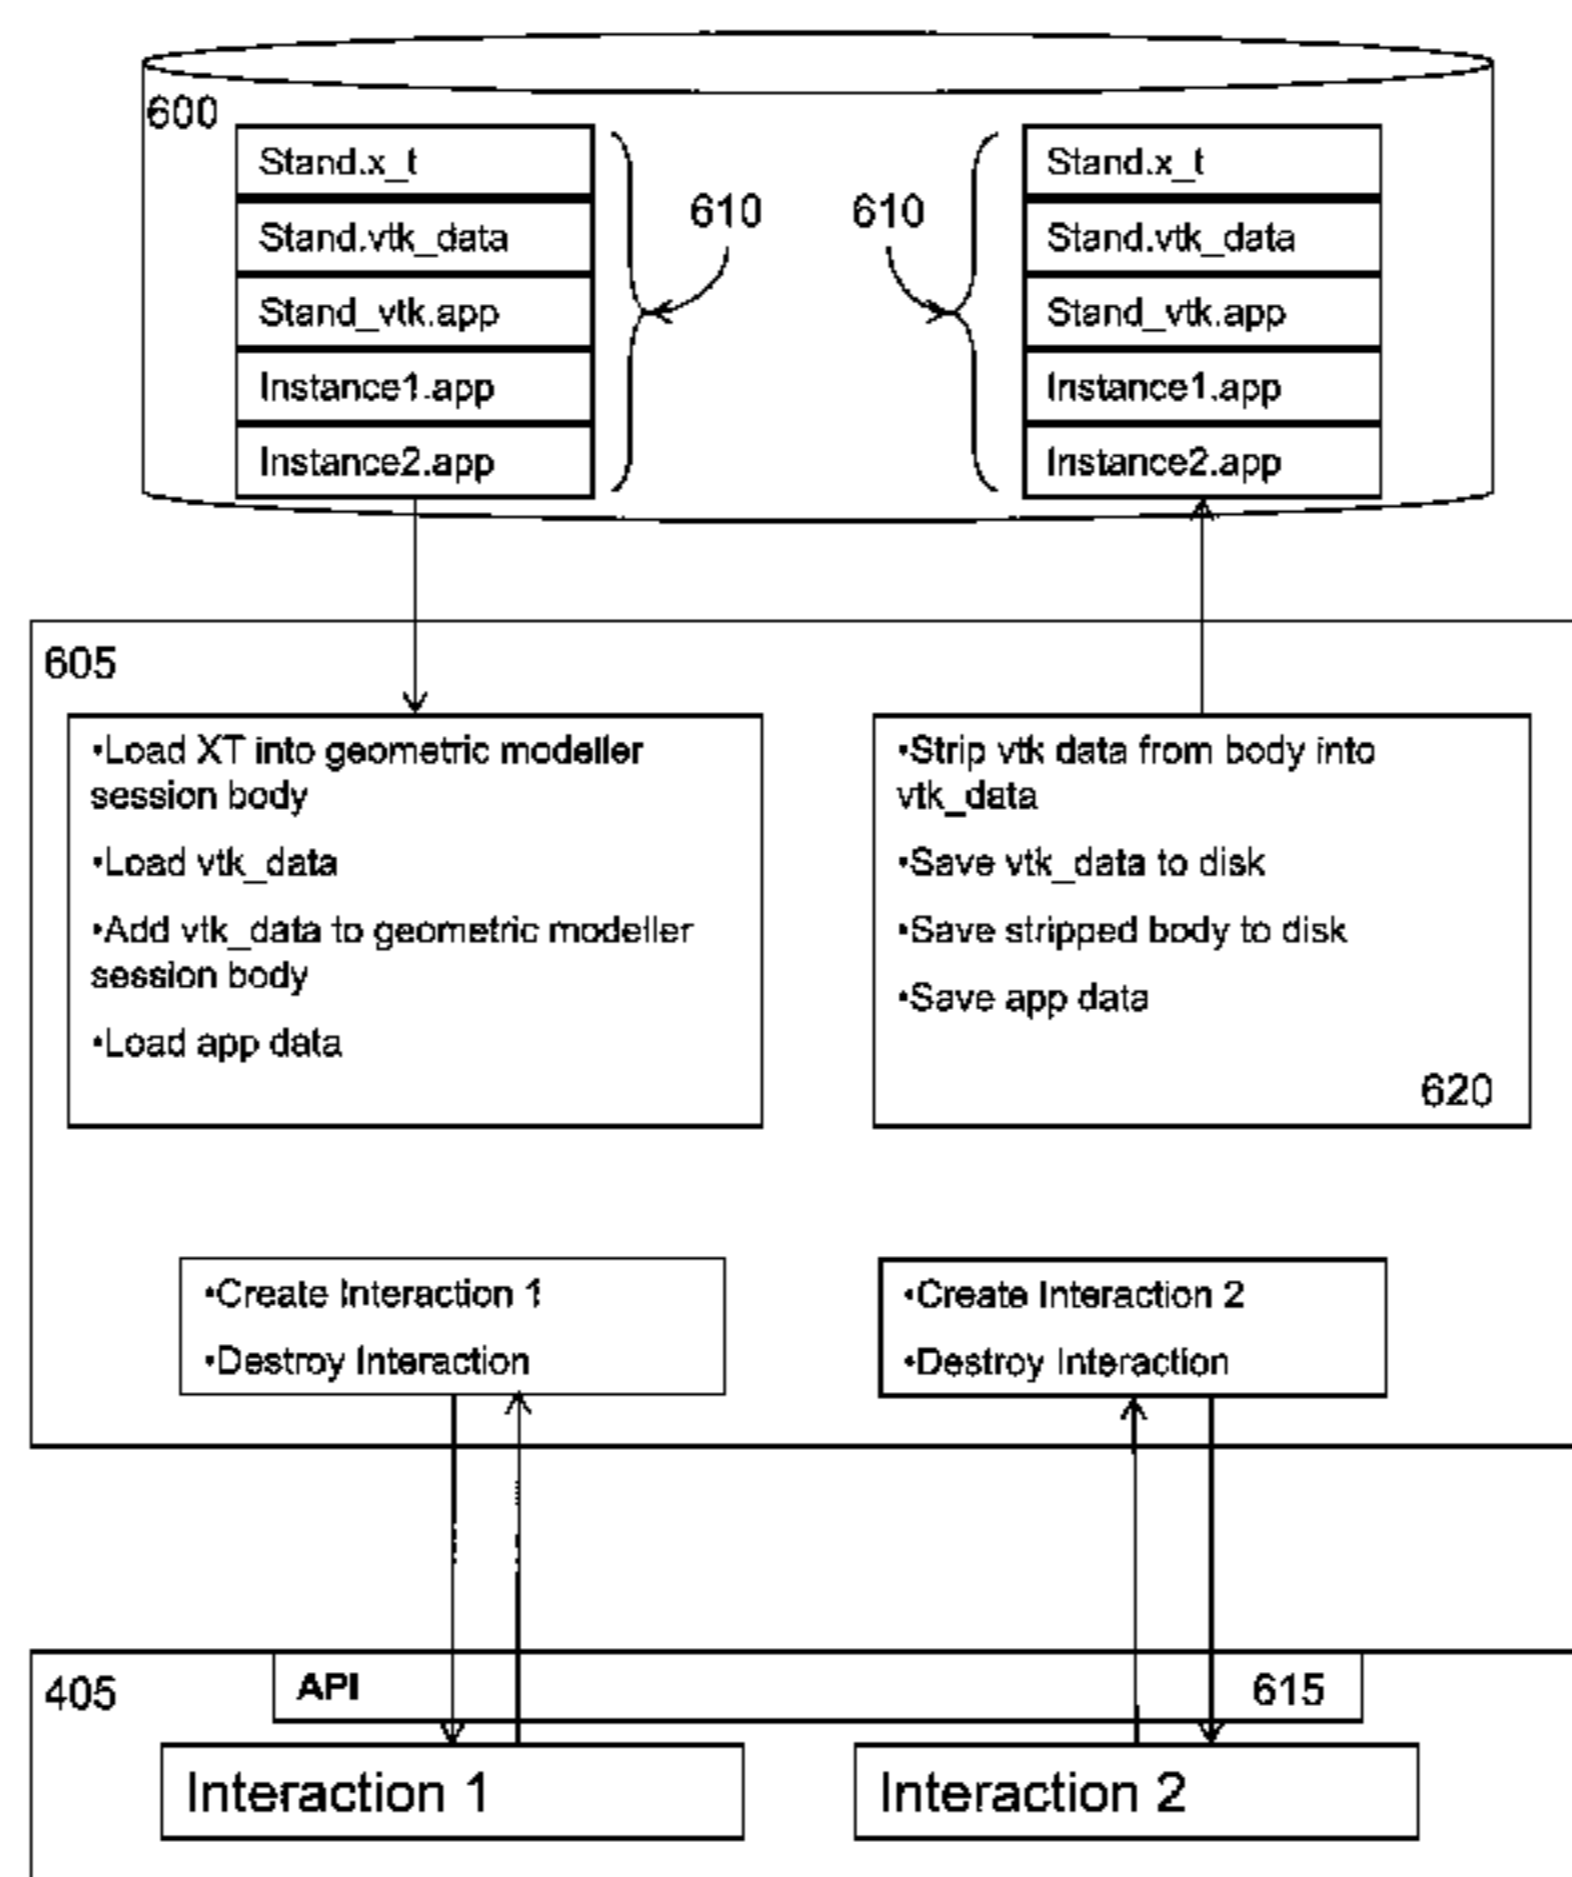 600
Stand.x_t
Stand.vtk_data
Stand_vtk.app
Instance1.app
Instance2.app
610
610
Stand.x_t
Stand.vtk_data
Stand_vtk.app
Instance1.app
Instance2.app
605
•Load XT into geometric modeller
session body
•Load vtk_data
•Add vtk_data to geometric modeller
session body
•Load app data
•Strip vtk data from body into
vtk_data
•Save vtk_data to disk
•Save stripped body to disk
•Save app data
620
•Create Interaction 1
•Destroy Interaction
•Create Interaction 2
•Destroy Interaction
405
API
615
Interaction 1
Interaction 2